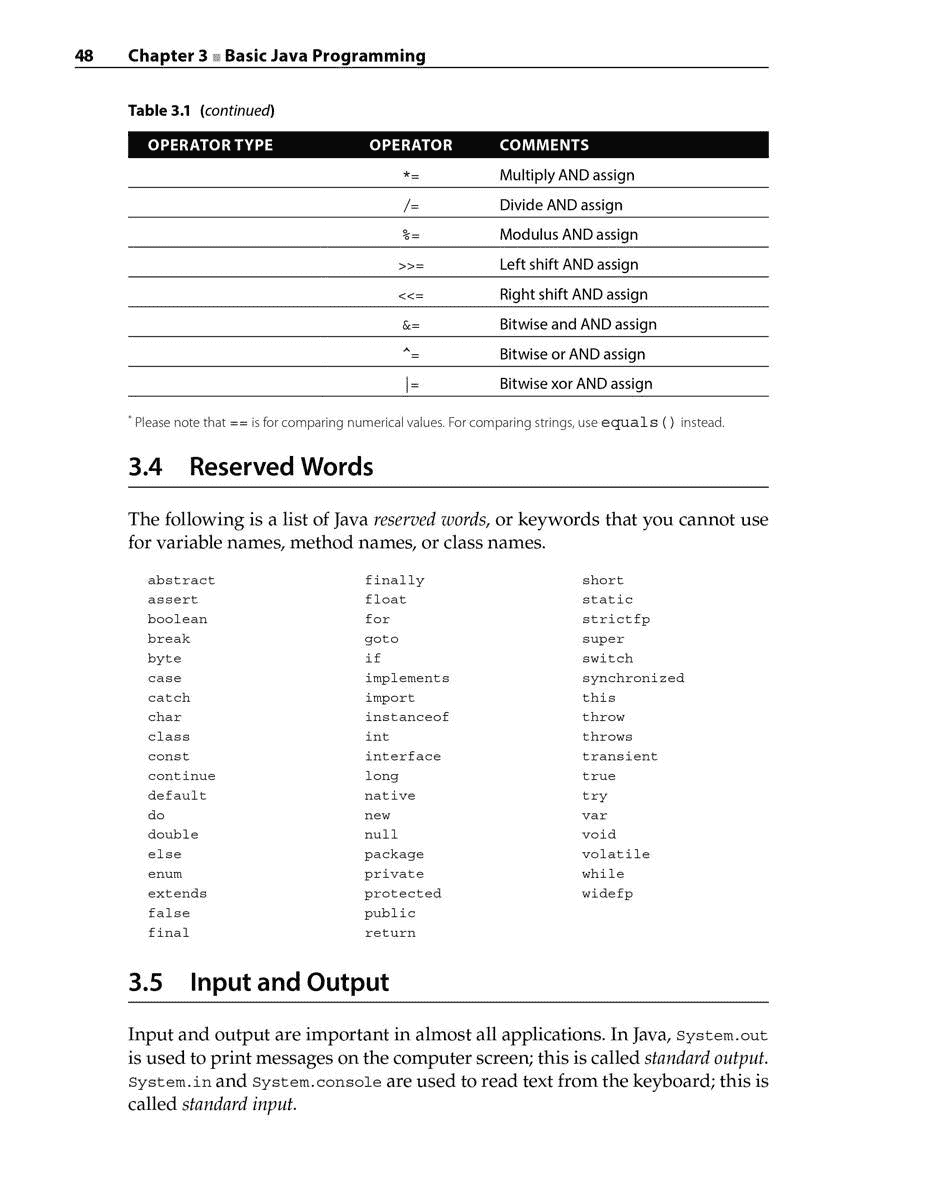 48 Chapter 3 ■ Basic Java Programming
Table 3.1 (continued)
OPERATOR TYPE OPERATOR COMMENTS
*= Multiply AND assign
/= Divide AND assign
%= Modulus AND assign
>>= Left shift AND assign
<<= Right shift AND assign
&= Bitwise and AND assign
^= Bitwise or AND assign
|= Bitwise xor AND assign
* Please note that == is for comparing numerical values. For comparing strings, use equals() instead.
3.4 Reserved Words
The following is a list of Java reserved words, or keywords that you cannot use
for variable names, method names, or class names.
abstract finally short
assert float static
boolean for strictfp
break goto super
byte if switch
case implements synchronized
catch import this
char instanceof throw
class int throws
const interface transient
continue long true
default native try
do new var
double null void
else package volatile
enum private while
extends protected widefp
false public
final return
3.5 Input and Output
Input and output are important in almost all applications. In Java, System.out
is used to print messages on the computer screen; this is called standard output.
System.in and System.console are used to read text from the keyboard; this is
called standard input.